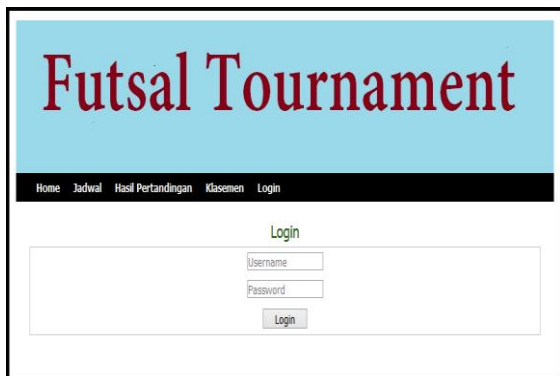 Futsal Tournament
Home Jadwal Hasil Pertandingan Klasemen Login
Login
Username
Password
Login